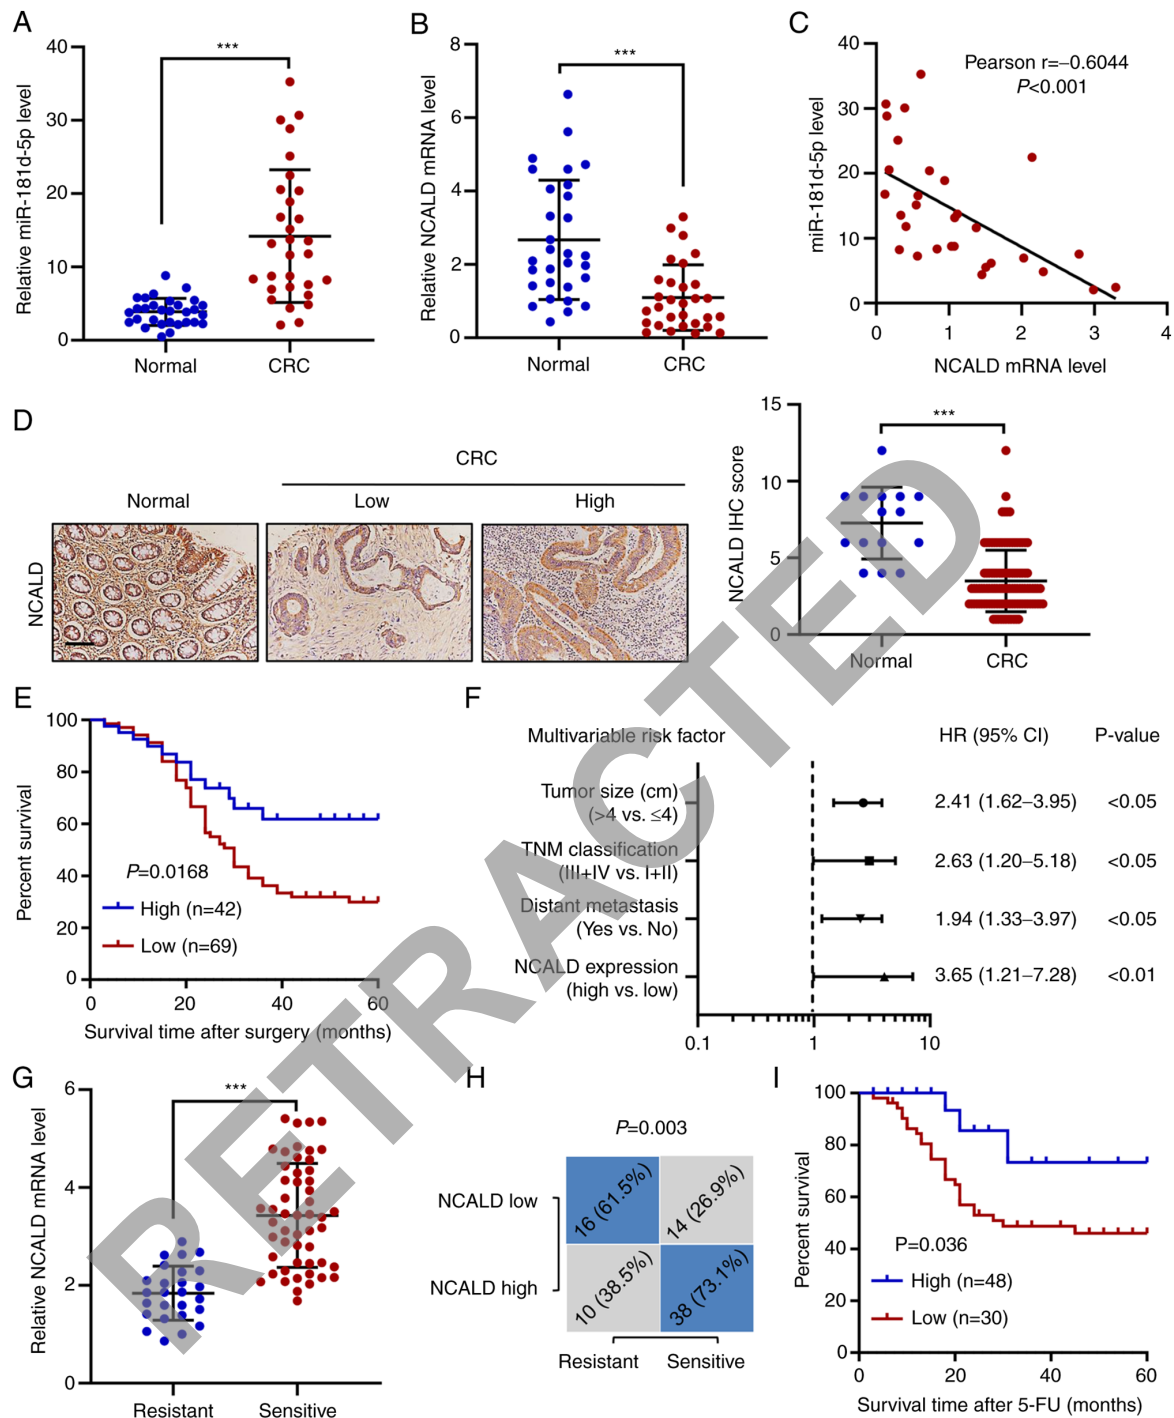 A
Relative miR-181d-5p level
40
30
20
10
0
***
Normal
CRC
B
Relative NCALD mRNA level
8
6
4
2
0
***
Normal
CRC
C
miR-181d-5p level
40
30
20
10
0
Pearson r=−0.6044
P<0.001
0
1
2
3
4
NCALD mRNA level
D
CRC
Normal
Low
High
NCALD
NCALD IHC score
15
10
5
0
***
Normal
CRC
E
Percent survival
100
80
60
40
20
0
P=0.0168
High (n=42)
Low (n=69)
0
20
40
60
Survival time after surgery (months)
F
Multivariable risk factor
HR (95% CI)
P-value
Tumor size (cm)
(>4 vs. ≤4)
2.41 (1.62–3.95)
<0.05
TNM classification
(III+IV vs. I+II)
2.63 (1.20–5.18)
<0.05
Distant metastasis
(Yes vs. No)
1.94 (1.33–3.97)
<0.05
NCALD expression
(high vs. low)
3.65 (1.21–7.28)
<0.01
0.1
1
10
G
Relative NCALD mRNA level
6
4
2
0
***
Resistant
Sensitive
H
P=0.003
NCALD low
16 (61.5%)
14 (26.9%)
NCALD high
10 (38.5%)
38 (73.1%)
Resistant
Sensitive
I
Percent survival
100
80
60
40
20
0
P=0.036
High (n=48)
Low (n=30)
0
20
40
60
Survival time after 5-FU (months)
RETRACTED